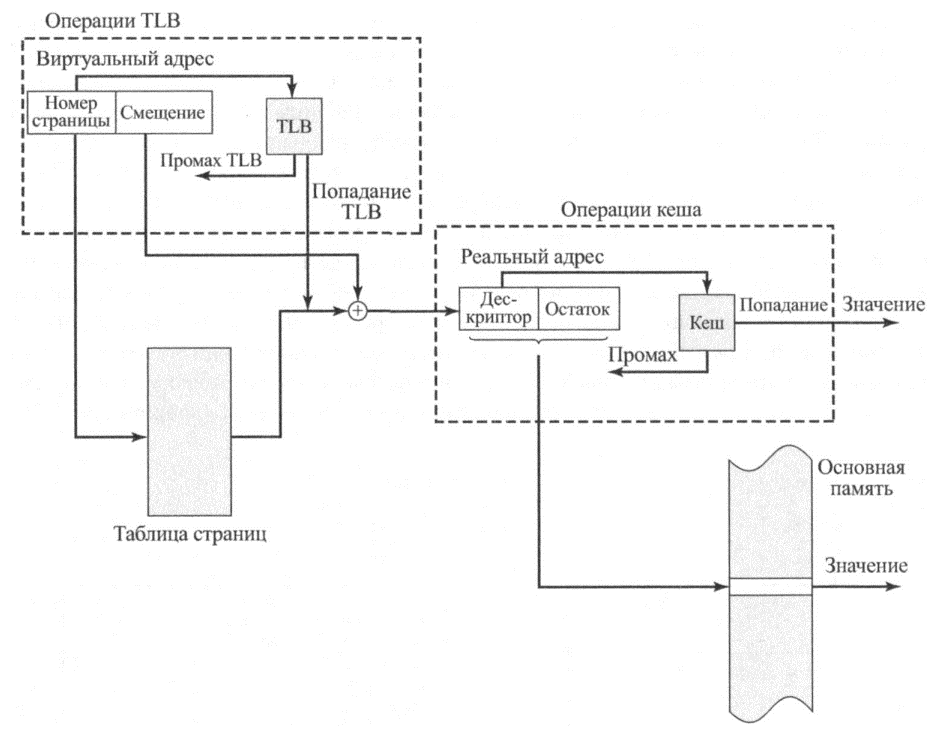 Операции TLB
Виртуальный адрес
Номер
страницы
Смещение
TLB
Промах TLB
Попадание
TLB
Операции кеша
Реальный адрес
Дес-
криптор
Остаток
Кеш
Попадание
Значение
Промах
Таблица страниц
Основная
память
Значение